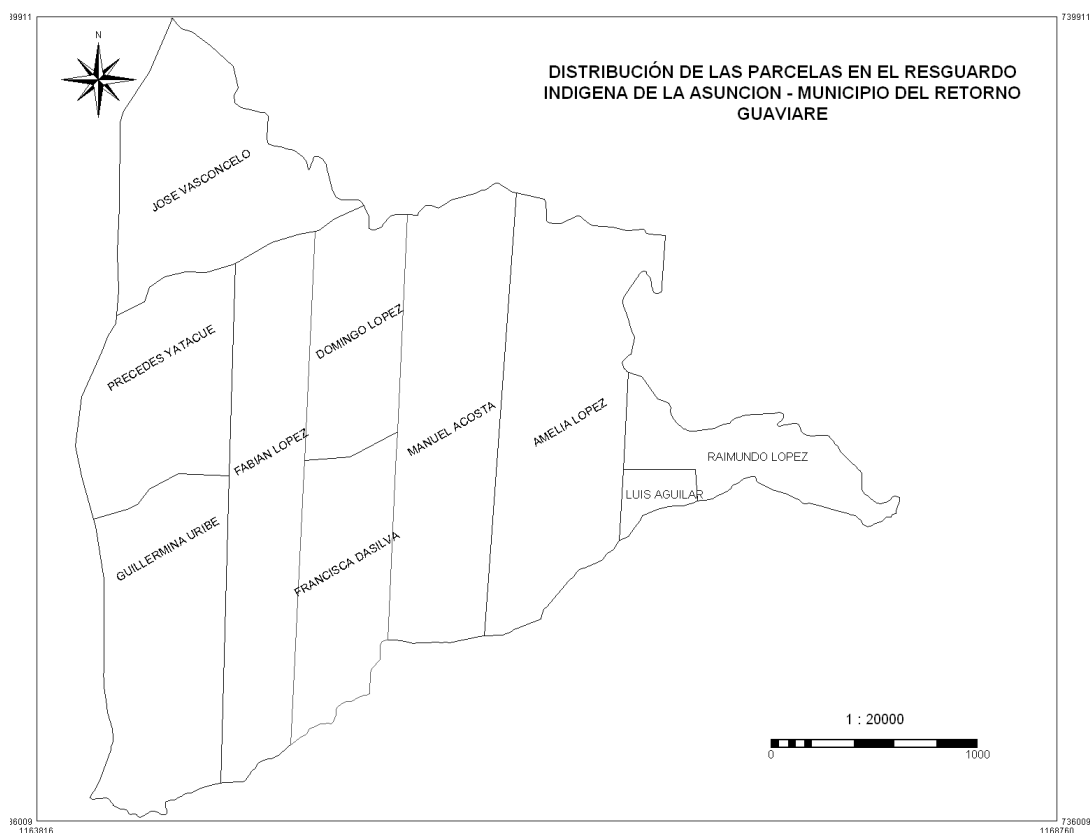 39911
739911
N
DISTRIBUCIÓN DE LAS PARCELAS EN EL RESGUARDO
INDIGENA DE LA ASUNCION - MUNICIPIO DEL RETORNO
GUAVIARE
JOSE VASCONCELO
PRECEDES YATACUE
DOMINGO LOPEZ
FABIAN LOPEZ
MANUEL ACOSTA
AMELIA LOPEZ
RAIMUNDO LOPEZ
LUIS AGUILAR
GUILLERMINA URIBE
FRANCISCA DASILVA
1 : 20000
0
1000
36009
736009
1163816
1168760